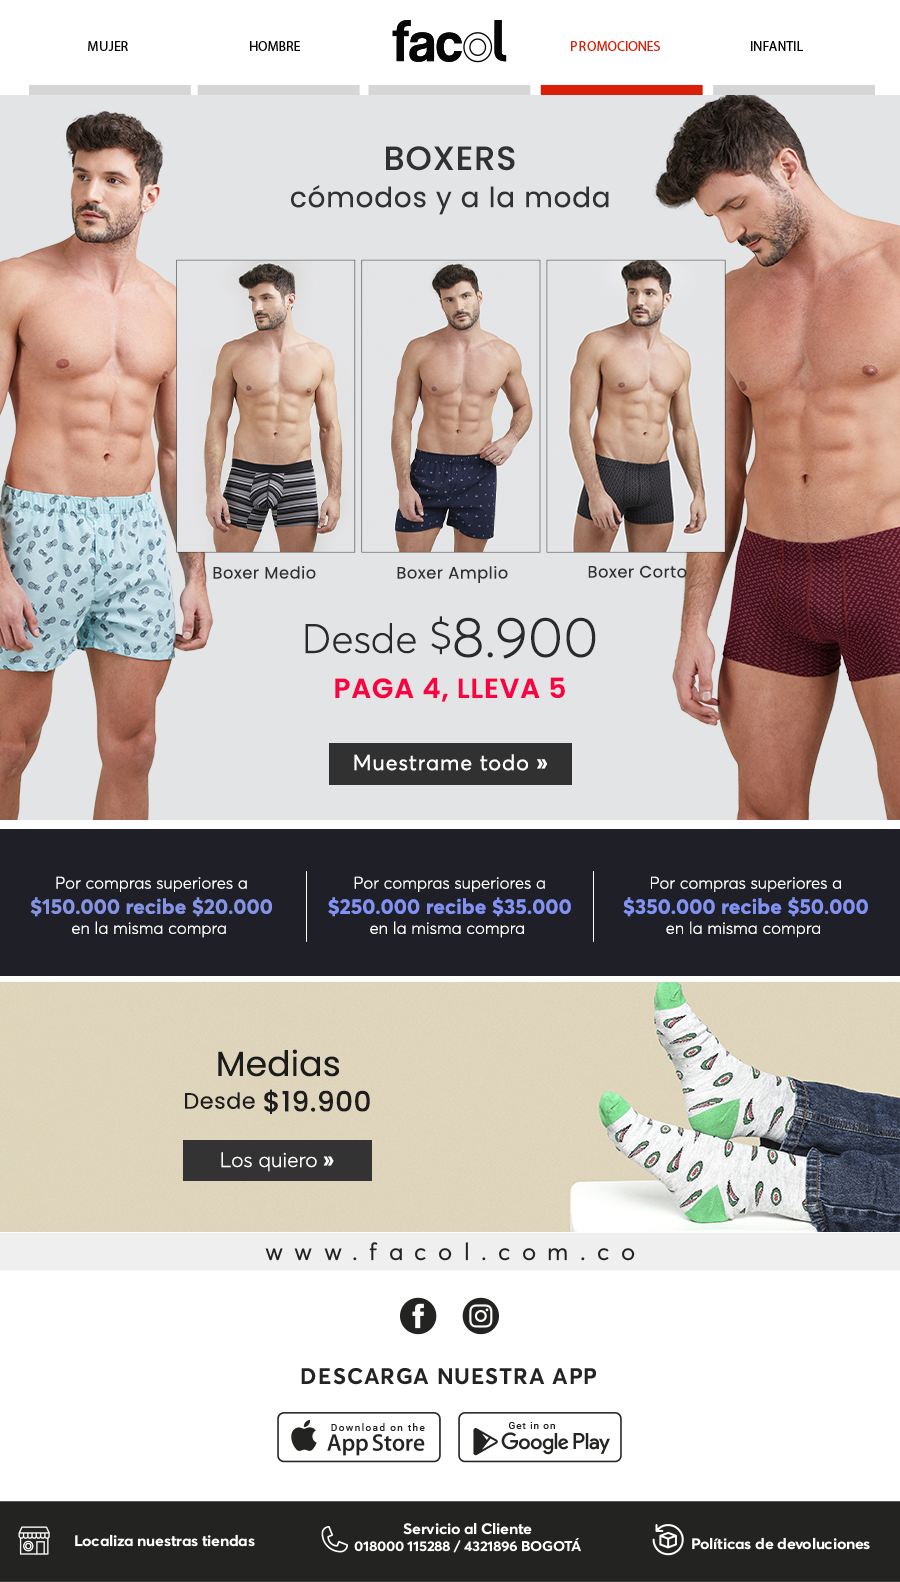 MUJER
HOMBRE
facol
PROMOCIONES
INFANTIL
BOXERS
cómodos y a la moda
Boxer Medio
Boxer Amplio
Boxer Corto
Desde $8.900
PAGA 4, LLEVA 5
Muestrame todo »
Por compras superiores a
$150.000 recibe $20.000
en la misma compra
Por compras superiores a
$250.000 recibe $35.000
en la misma compra
Por compras superiores a
$350.000 recibe $50.000
en la misma compra
Medias
Desde $19.900
Los quiero »
www.facol.com.co
DESCARGA NUESTRA APP
Download on the
App Store
Get in on
Google Play
Localiza nuestras tiendas
Servicio al Cliente
018000 115288 / 4321896 BOGOTÁ
Políticas de devoluciones